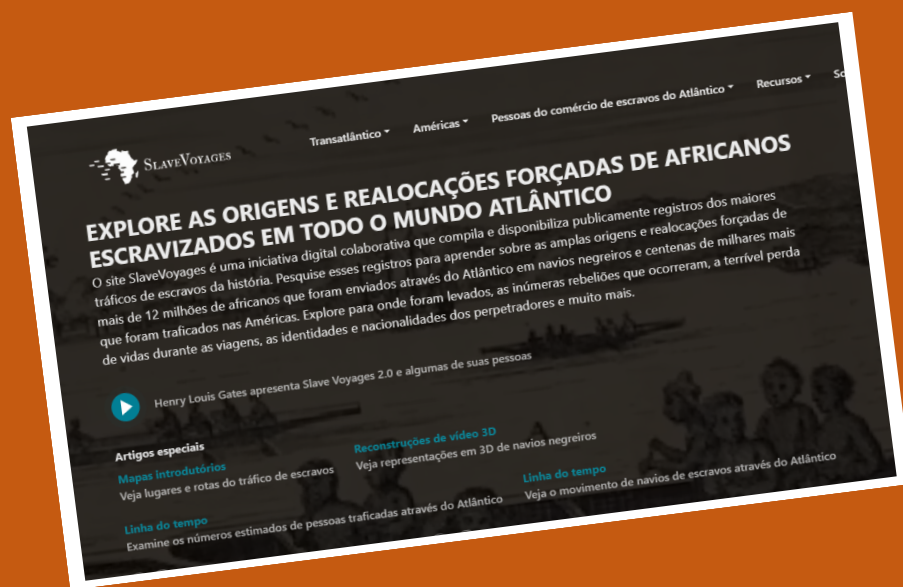 SLAVEVOYAGES
Transatlântico
Américas
Pessoas do comércio de escravos do Atlântico
Recursos
So
EXPLORE AS ORIGENS E REALOCAÇÕES FORÇADAS DE AFRICANOS
ESCRAVIZADOS EM TODO O MUNDO ATLÂNTICO
O site SlaveVoyages é uma iniciativa digital colaborativa que compila e disponibiliza publicamente registros dos maiores
tráficos de escravos da história. Pesquise esses registros para aprender sobre as amplas origens e realocações forçadas de
mais de 12 milhões de africanos que foram enviados através do Atlântico em navios negreiros e centenas de milhares mais
que foram traficados nas Américas. Explore para onde foram levados, as inúmeras rebeliões que ocorreram, a terrível perda
de vidas durante as viagens, as identidades e nacionalidades dos perpetradores e muito mais.
Henry Louis Gates apresenta Slave Voyages 2.0 e algumas de suas pessoas
Artigos especiais
Mapas introdutórios
Veja lugares e rotas do tráfico de escravos
Reconstruções de vídeo 3D
Veja representações em 3D de navios negreiros
Linha do tempo
Examine os números estimados de pessoas traficadas através do Atlântico
Linha do tempo
Veja o movimento de navios de escravos através do Atlântico